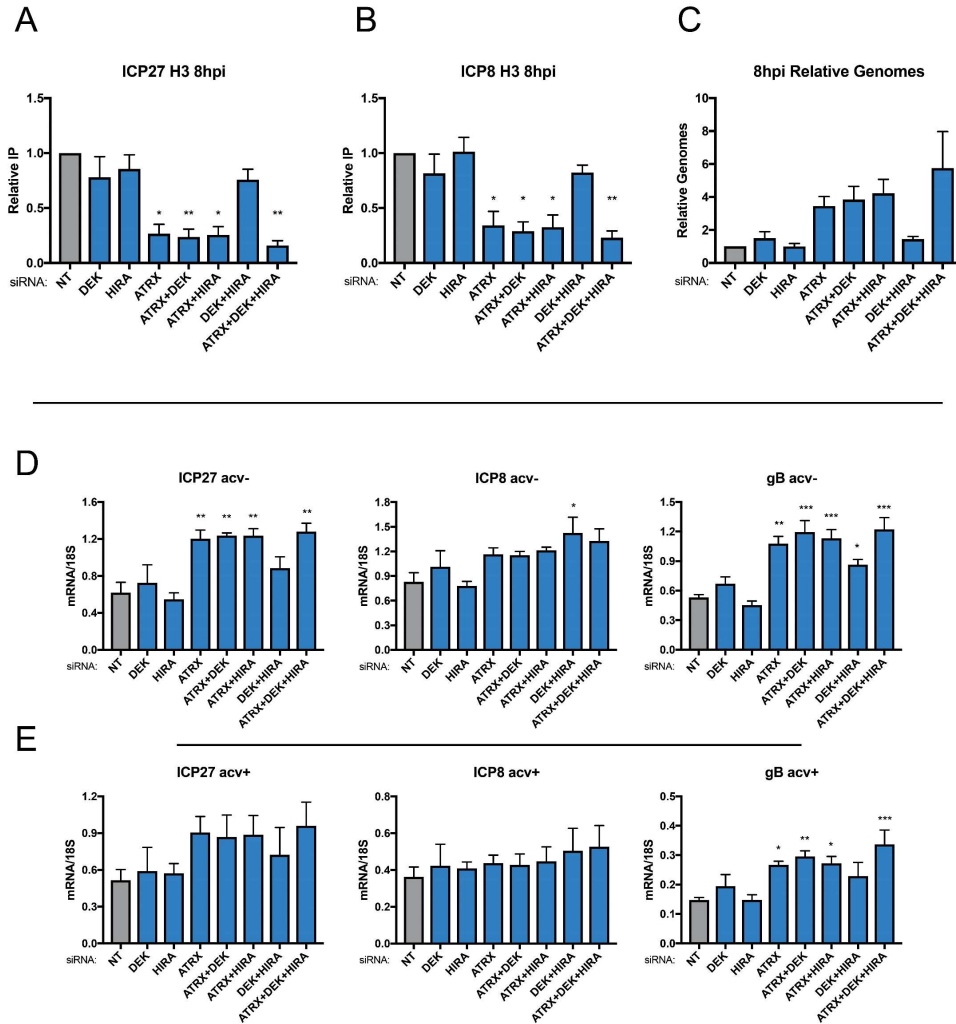 A
B
C
ICP27 H3 8hpi
ICP8 H3 8hpi
8hpi Relative Genomes
Relative IP
1.5
1.0
0.5
0.0
* ** * **
siRNA: NT DEK HIRA ATRX ATRX+DEK ATRX+HIRA DEK+HIRA ATRX+DEK+HIRA
Relative IP
1.5
1.0
0.5
0.0
* * * **
siRNA: NT DEK HIRA ATRX ATRX+DEK ATRX+HIRA DEK+HIRA ATRX+DEK+HIRA
Relative Genomes
10
8
6
4
2
0
siRNA: NT DEK HIRA ATRX ATRX+DEK ATRX+HIRA DEK+HIRA ATRX+DEK+HIRA
D
ICP27 acv-
ICP8 acv-
gB acv-
mRNA/18S
1.6
1.2
0.8
0.4
0.0
** ** ** **
siRNA: NT DEK HIRA ATRX ATRX+DEK ATRX+HIRA DEK+HIRA ATRX+DEK+HIRA
mRNA/18S
1.8
1.5
1.2
0.9
0.6
0.3
0.0
*
siRNA: NT DEK HIRA ATRX ATRX+DEK ATRX+HIRA DEK+HIRA ATRX+DEK+HIRA
mRNA/18S
1.5
1.2
0.9
0.6
0.3
0.0
** *** *** * ***
siRNA: NT DEK HIRA ATRX ATRX+DEK ATRX+HIRA DEK+HIRA ATRX+DEK+HIRA
E
ICP27 acv+
ICP8 acv+
gB acv+
mRNA/18S
1.2
0.9
0.6
0.3
0.0
siRNA: NT DEK HIRA ATRX ATRX+DEK ATRX+HIRA DEK+HIRA ATRX+DEK+HIRA
mRNA/18S
0.8
0.6
0.4
0.2
0.0
siRNA: NT DEK HIRA ATRX ATRX+DEK ATRX+HIRA DEK+HIRA ATRX+DEK+HIRA
mRNA/18S
0.5
0.4
0.3
0.2
0.1
0.0
* ** * ***
siRNA: NT DEK HIRA ATRX ATRX+DEK ATRX+HIRA DEK+HIRA ATRX+DEK+HIRA